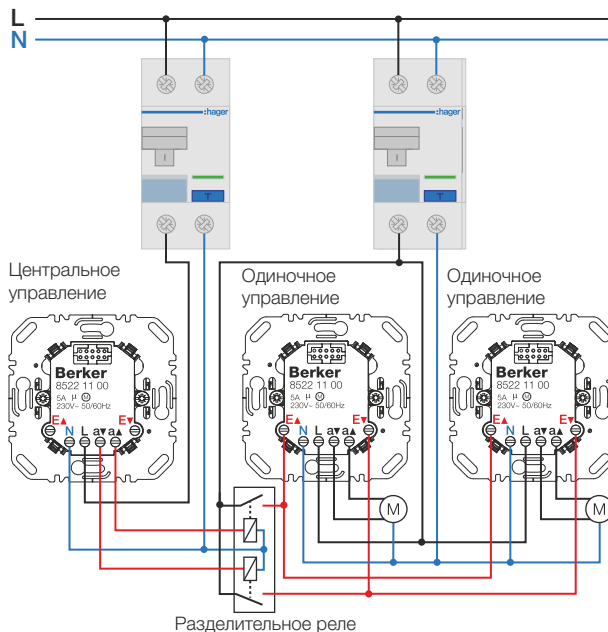 L
N
:hager
:hager
I
I
T
T
Центральное
управление
Одиночное
управление
Одиночное
управление
Berker
8522 11 00
5A μ M
230V~ 50/60Hz
E▲ N L a▼ a▲ E▼
Berker
8522 11 00
5A μ M
230V~ 50/60Hz
E▲ N L a▼ a▲ E▼
Berker
8522 11 00
5A μ M
230V~ 50/60Hz
E▲ N L a▼ a▲ E▼
M
M
Разделительное реле